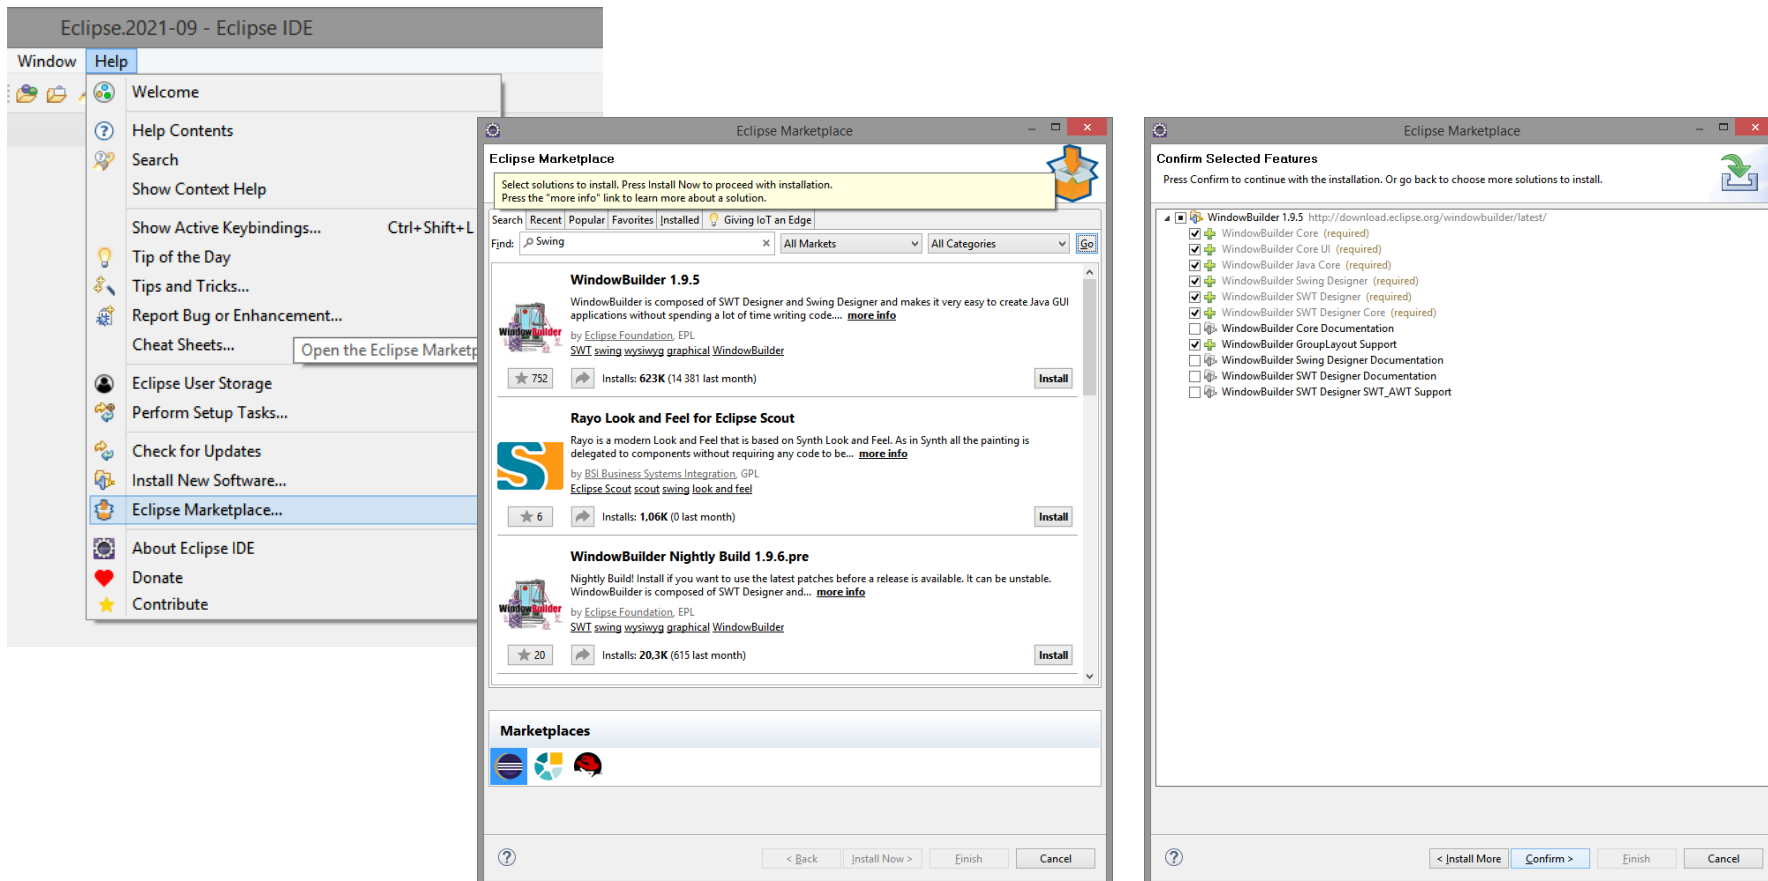 Eclipse.2021-09 - Eclipse IDE
Window Help
Welcome
Help Contents
Search
Show Context Help
Show Active Keybindings... Ctrl+Shift+L
Tip of the Day
Tips and Tricks...
Report Bug or Enhancement...
Cheat Sheets...
Open the Eclipse Marketp
Eclipse User Storage
Perform Setup Tasks...
Check for Updates
Install New Software...
Eclipse Marketplace...
About Eclipse IDE
Donate
Contribute
Eclipse Marketplace
Eclipse Marketplace
Select solutions to install. Press Install Now to proceed with installation.
Press the "more info" link to learn more about a solution.
Search Recent Popular Favorites Installed Giving IoT an Edge
Find: Swing All Markets All Categories Go
WindowBuilder 1.9.5
WindowBuilder is composed of SWT Designer and Swing Designer and makes it very easy to create Java GUI
applications without spending a lot of time writing code.... more info
WindowBuilder
by Eclipse Foundation, EPL
SWT swing wysiwyg graphical WindowBuilder
752 Installs: 623K (14 381 last month) Install
Rayo Look and Feel for Eclipse Scout
Rayo is a modern Look and Feel that is based on Synth Look and Feel. As in Synth all the painting is
delegated to components without requiring any code to be... more info
by BSI Business Systems Integration, GPL
Eclipse Scout scout swing look and feel
6 Installs: 1,06K (0 last month) Install
WindowBuilder Nightly Build 1.9.6.pre
Nightly Build! Install if you want to use the latest patches before a release is available. It can be unstable.
WindowBuilder is composed of SWT Designer and... more info
WindowBuilder
by Eclipse Foundation, EPL
SWT swing wysiwyg graphical WindowBuilder
20 Installs: 20,3K (615 last month) Install
Marketplaces
< Back Install Now > Finish Cancel
Eclipse Marketplace
Confirm Selected Features
Press Confirm to continue with the installation. Or go back to choose more solutions to install.
WindowBuilder 1.9.5 http://download.eclipse.org/windowbuilder/latest/
WindowBuilder Core (required)
WindowBuilder Core UI (required)
WindowBuilder Java Core (required)
WindowBuilder Swing Designer (required)
WindowBuilder SWT Designer (required)
WindowBuilder SWT Designer Core (required)
WindowBuilder Core Documentation
WindowBuilder GroupLayout Support
WindowBuilder Swing Designer Documentation
WindowBuilder SWT Designer Documentation
WindowBuilder SWT Designer SWT_AWT Support
< Install More Confirm > Finish Cancel